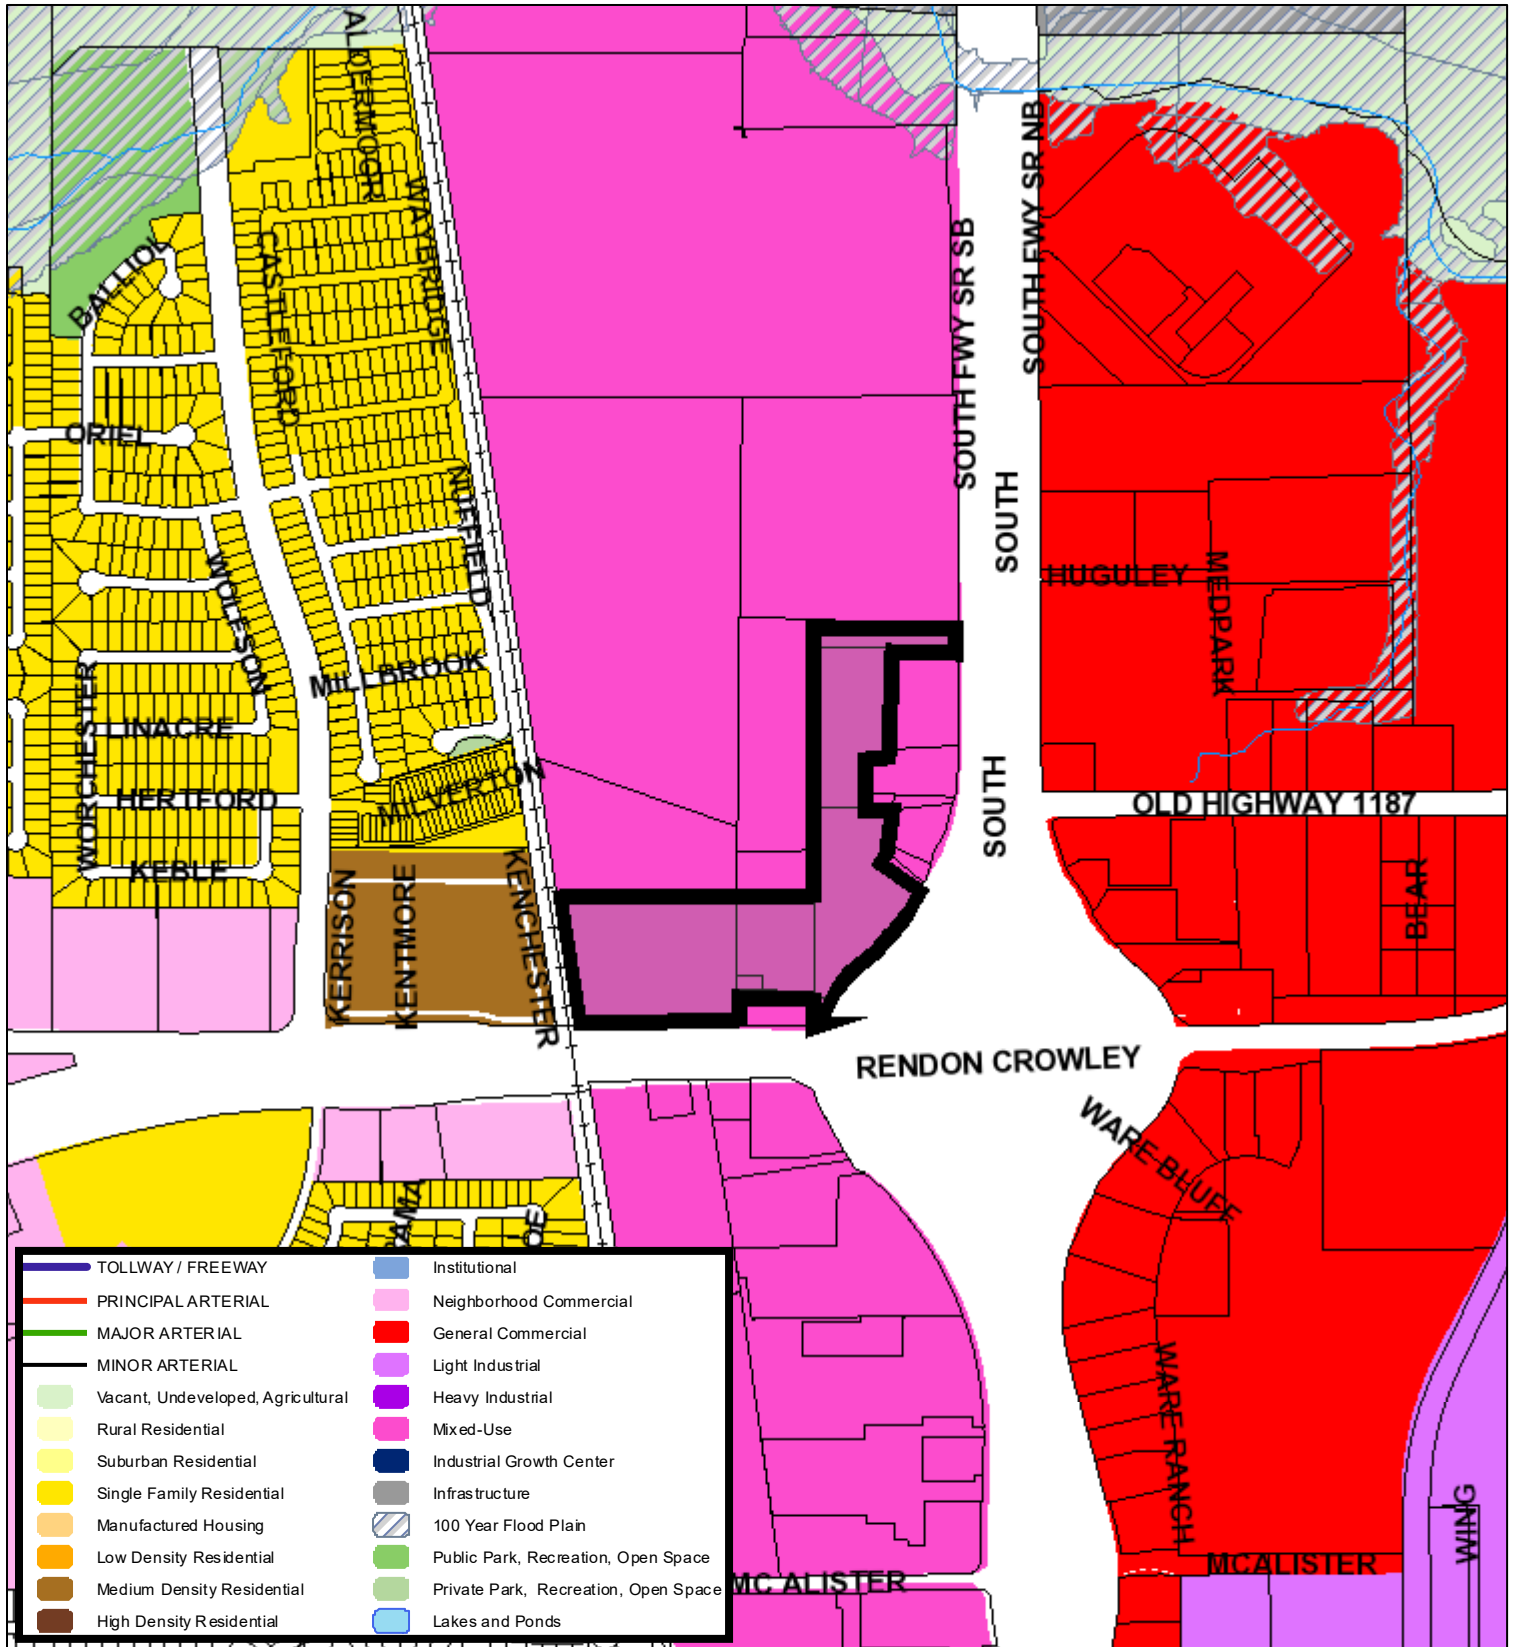 ALDERMOOR
WAYBRIDGE
CASTLEFORD
BALLIOL
SOUTH FWY SR SB
SOUTH FWY SR NB
ORIEL
NUFFIELD
SOUTH
WOLFSON
HUGULEY
MEDPARK
MILLBROOK
WORCHESTER
LINACRE
HERTFORD
MILVERTON
SOUTH
OLD HIGHWAY 1187
KEBLE
KERRISON
KENTMORE
KENCHESTER
BEAR
RENDON CROWLEY
WARE BLUFF
WARE RANCH
WING
MCALISTER
MC ALISTER
TOLLWAY / FREEWAY
PRINCIPAL ARTERIAL
MAJOR ARTERIAL
MINOR ARTERIAL
Vacant, Undeveloped, Agricultural
Rural Residential
Suburban Residential
Single Family Residential
Manufactured Housing
Low Density Residential
Medium Density Residential
High Density Residential
Institutional
Neighborhood Commercial
General Commercial
Light Industrial
Heavy Industrial
Mixed-Use
Industrial Growth Center
Infrastructure
100 Year Flood Plain
Public Park, Recreation, Open Space
Private Park, Recreation, Open Space
Lakes and Ponds